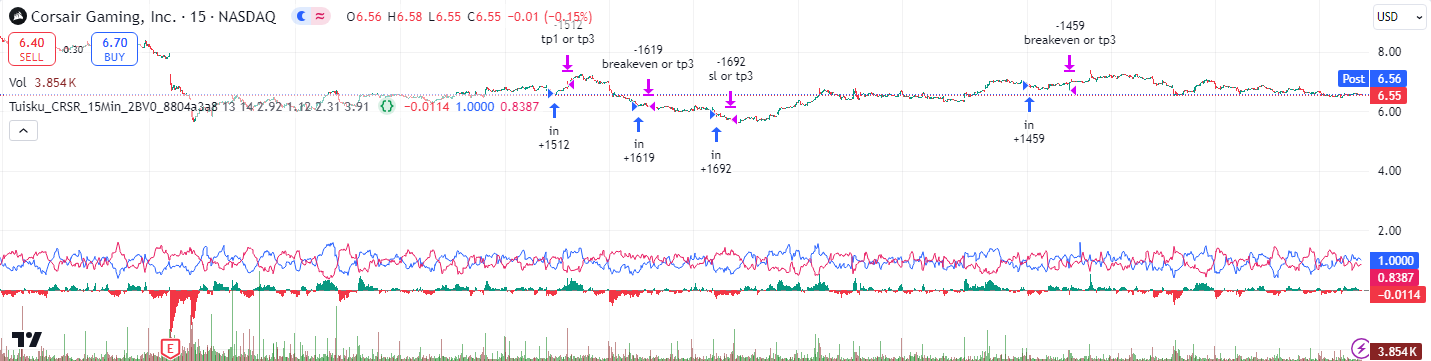 Corsair Gaming, Inc. · 15 · NASDAQ O6.56 H6.58 L6.55 C6.55 −0.01 (−0.15%)
USD
6.40 SELL
0.30
6.70 BUY
Vol 3.854 K
Tuisku_CRSR_15Min_2BV0_8804a3a8 13 14 2.92 1.12 2.31 3.91 −0.0114 1.0000 0.8387
-1512
tp1 or tp3
-1619
breakeven or tp3
-1692
sl or tp3
-1459
breakeven or tp3
in
+1512
in
+1619
in
+1692
in
+1459
8.00
Post 6.56
6.55
6.00
4.00
2.00
1.0000
0.8387
−0.0114
3.854 K
E